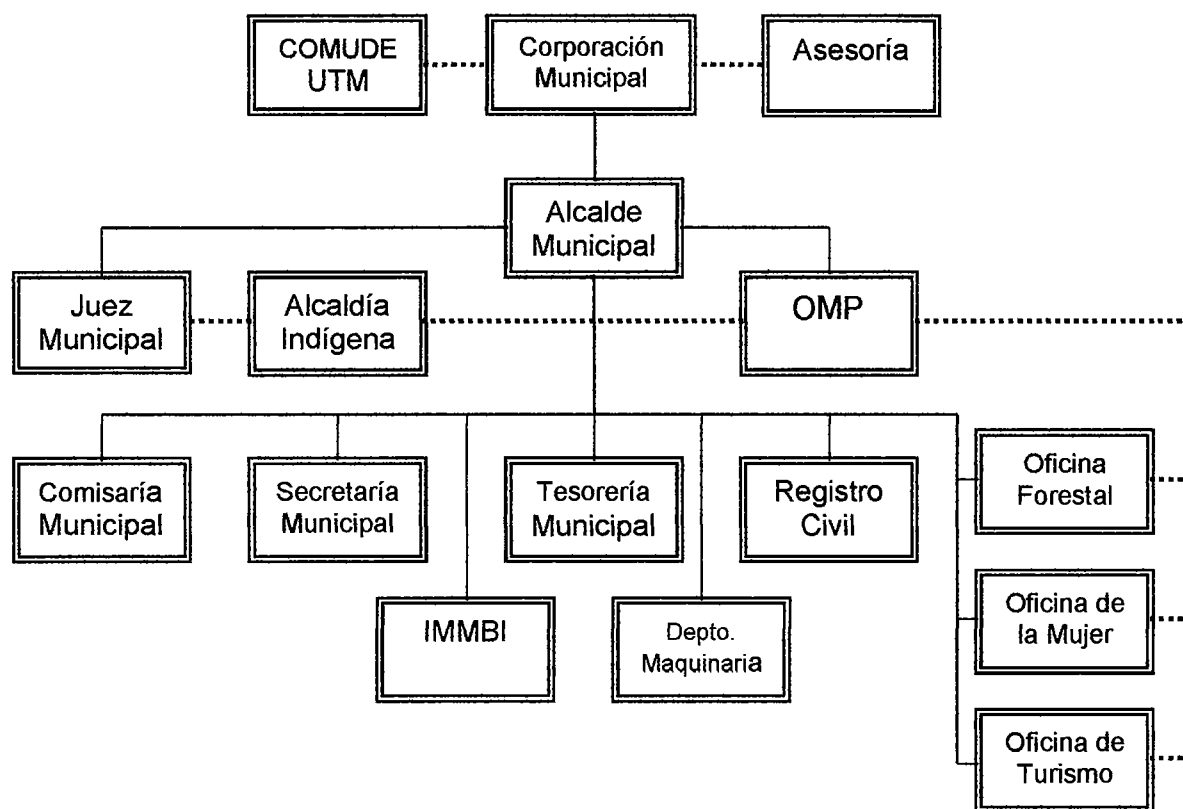 COMUDE
UTM
Corporación
Municipal
Asesoría
Alcalde
Municipal
Juez
Municipal
Alcaldía
Indígena
OMP
Comisaría
Municipal
Secretaría
Municipal
Tesorería
Municipal
Registro
Civil
Oficina
Forestal
IMMBI
Depto.
Maquinaria
Oficina de
la Mujer
Oficina de
Turismo